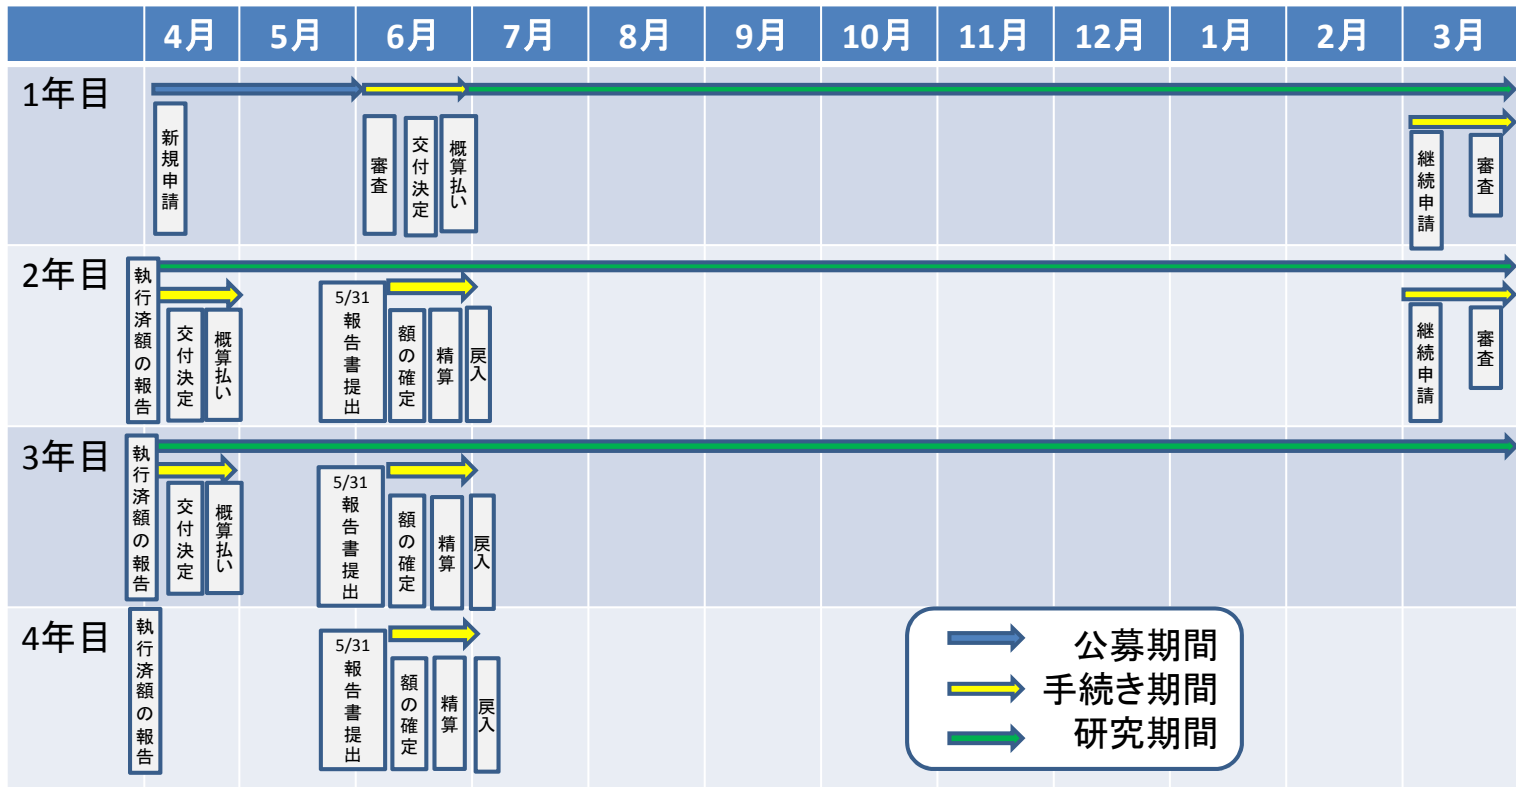 4月 5月 6月 7月 8月 9月 10月 11月 12月 1月 2月 3月
1年目
新規申請
審査
交付決定
概算払い
継続申請
審査
2年目
執行済額の報告
交付決定
概算払い
5/31
報告書提出
額の確定
精算
戻入
継続申請
審査
3年目
執行済額の報告
交付決定
概算払い
5/31
報告書提出
額の確定
精算
戻入
4年目
執行済額の報告
5/31
報告書提出
額の確定
精算
戻入
公募期間
手続き期間
研究期間